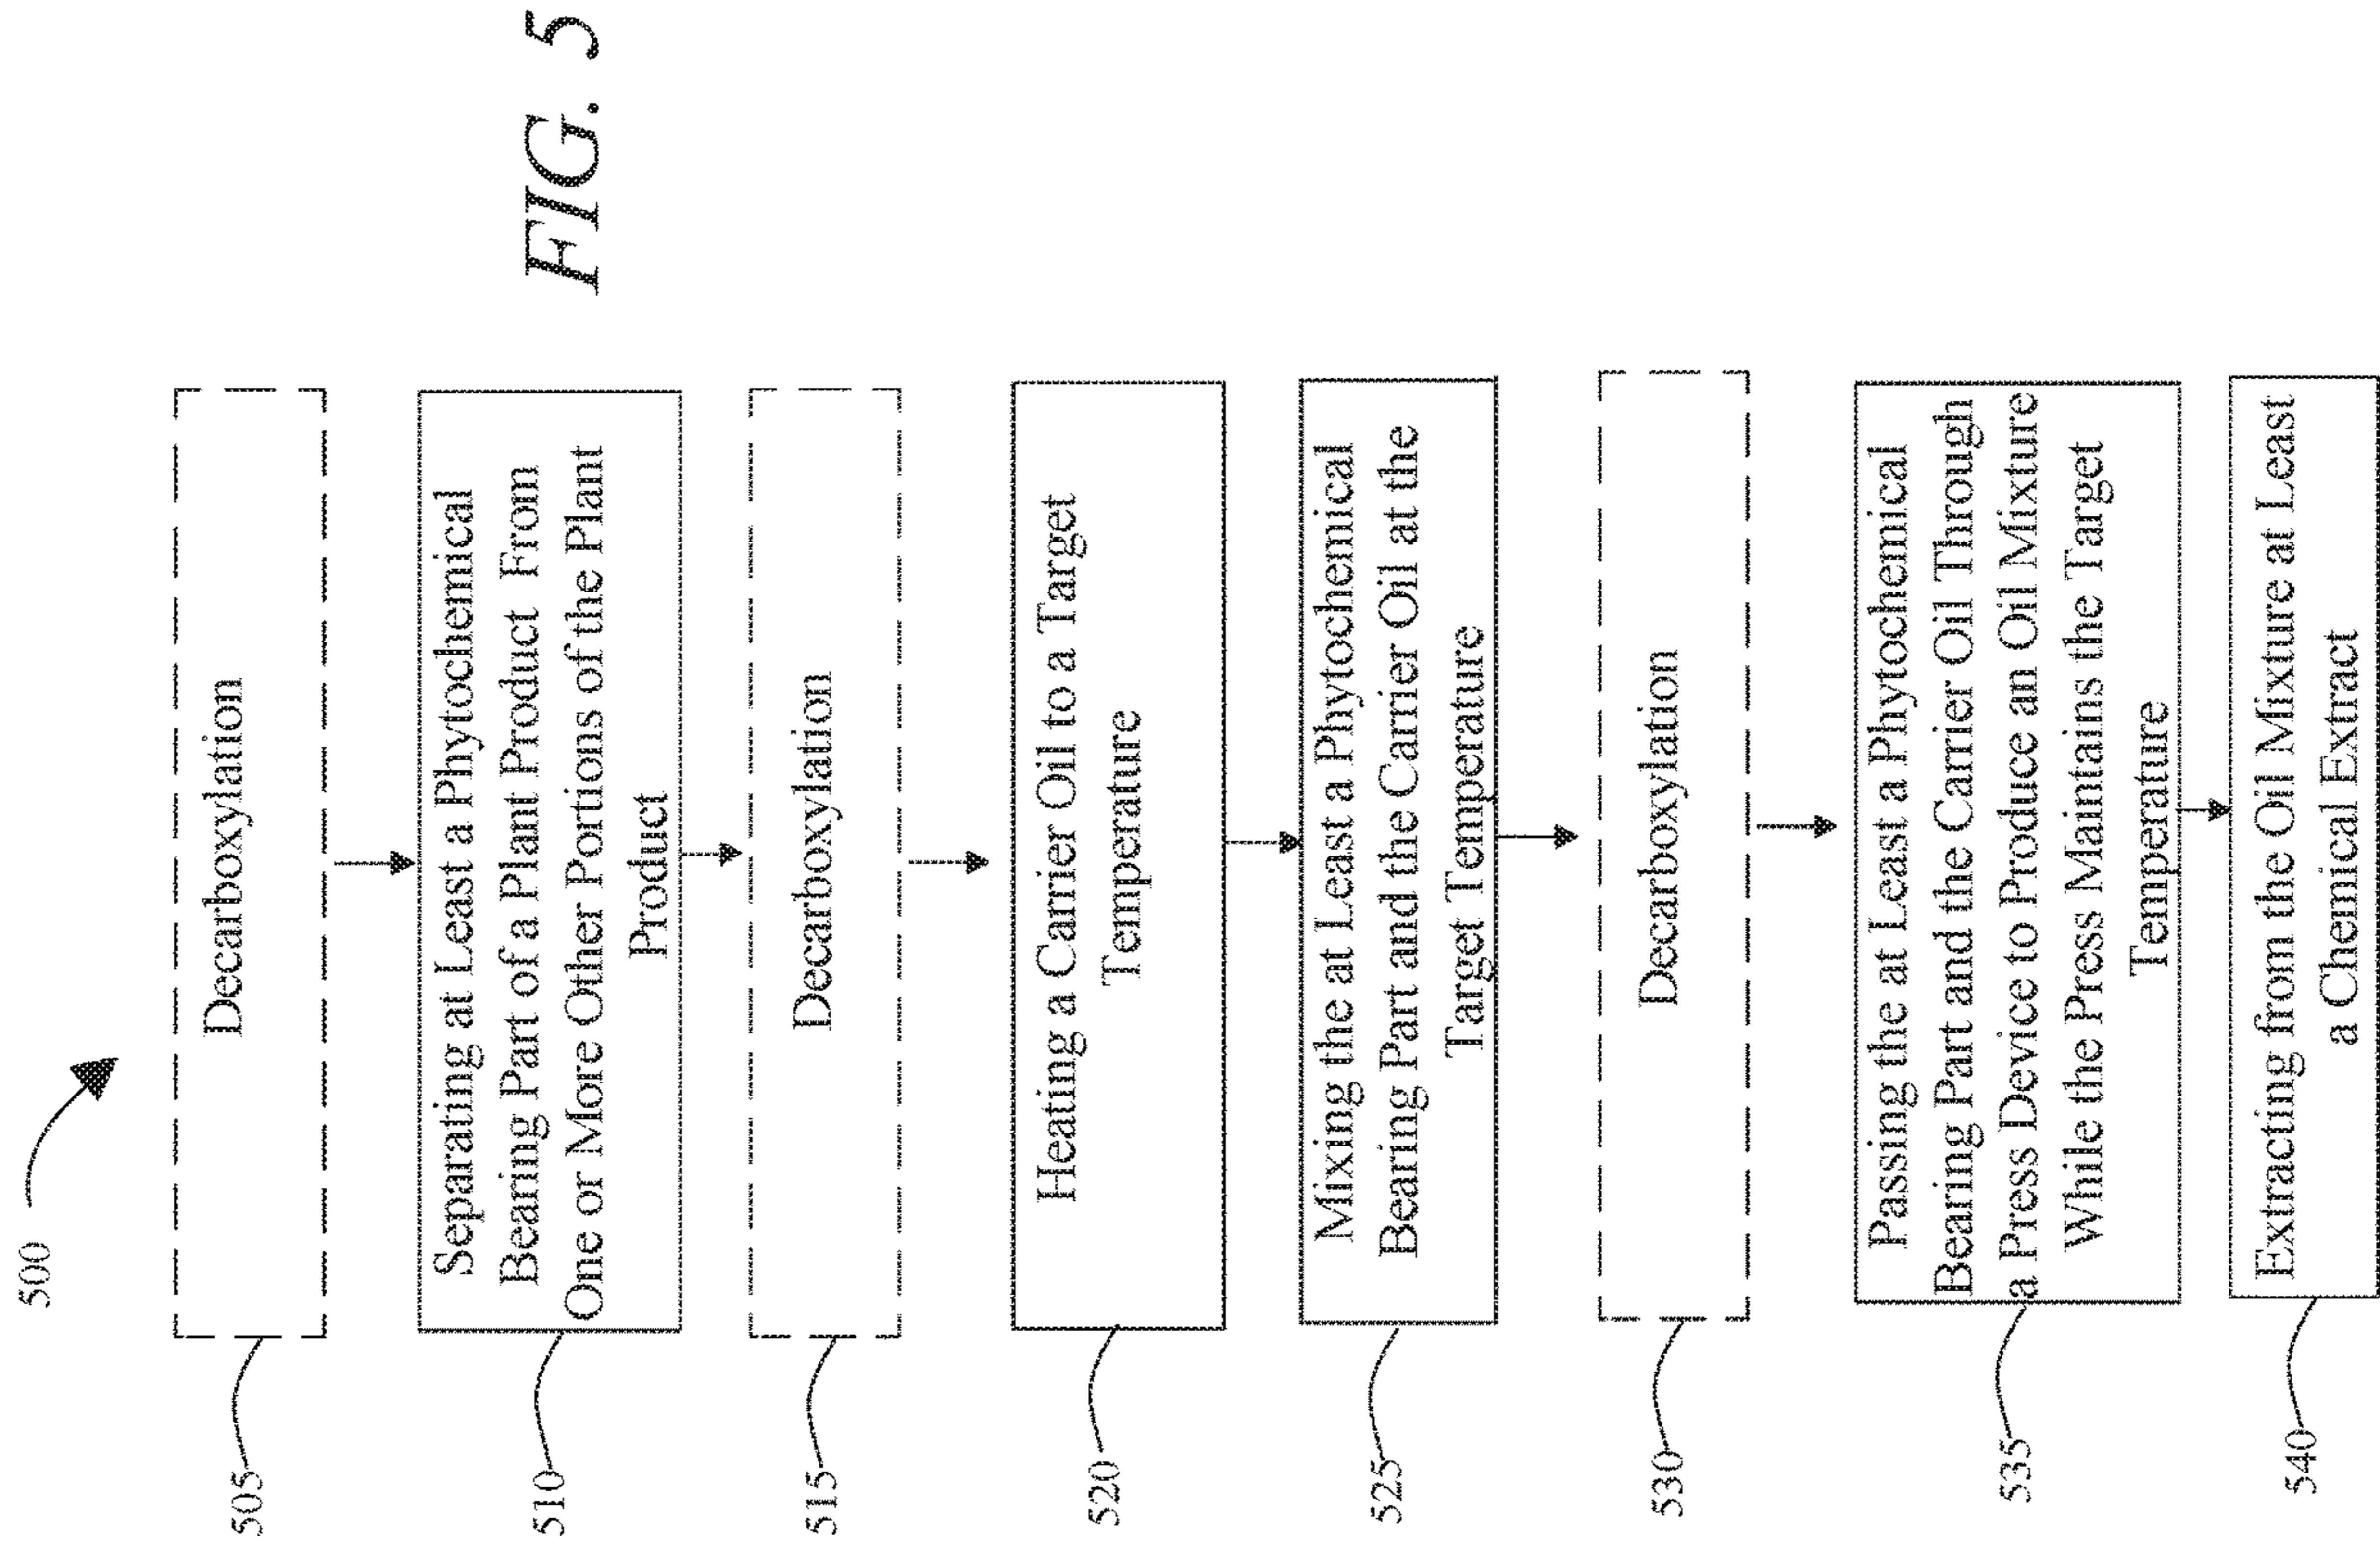 500
505
Decarboxylation
510
Separating at Least a Phytochemical
Bearing Part of a Plant Product From
One or More Other Portions of the Plant
Product
515
Decarboxylation
520
Heating a Carrier Oil to a Target
Temperature
525
Mixing the at Least a Phytochemical
Bearing Part and the Carrier Oil at the
Target Temperature
530
Decarboxylation
535
Passing the at Least a Phytochemical
Bearing Part and the Carrier Oil Through
a Press Device to Produce an Oil Mixture
While the Press Maintains the Target
Temperature
540
Extracting from the Oil Mixture at Least
a Chemical Extract
FIG. 5